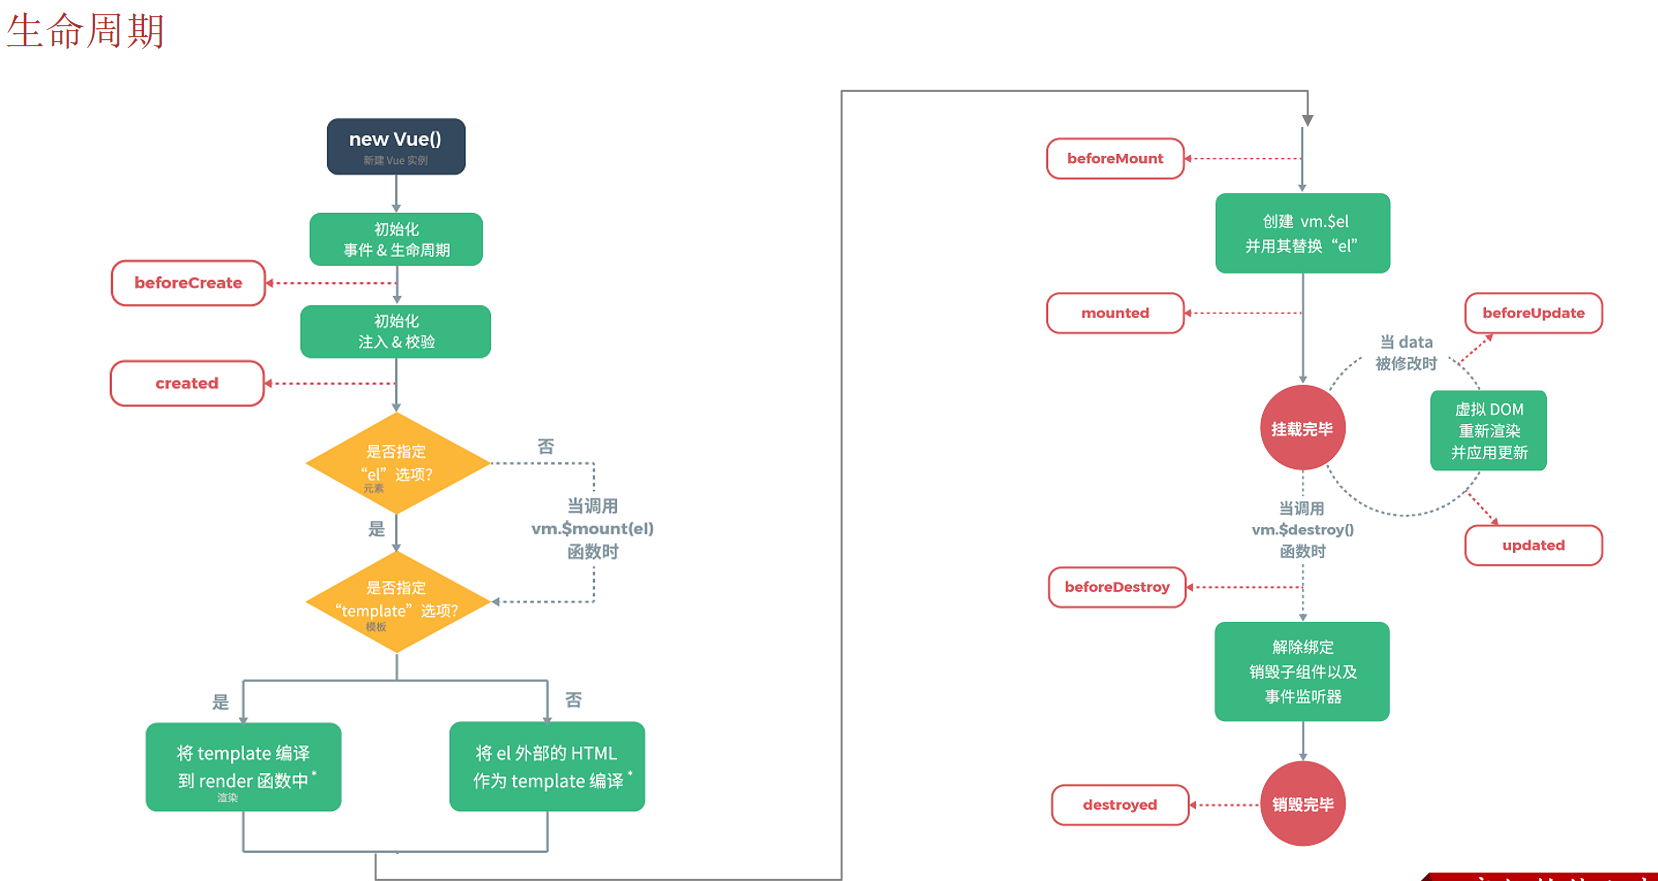 生命周期
new Vue()
新建 Vue 实例
初始化
事件 & 生命周期
beforeCreate
初始化
注入 & 校验
created
是否指定
“el” 选项?
元素
否
当调用
vm.$mount(el)
函数时
是
是否指定
“template” 选项?
模板
是
否
将 template 编译
到 render 函数中*
渲染
将 el 外部的 HTML
作为 template 编译*
beforeMount
创建 vm.$el
并用其替换 “el”
mounted
beforeUpdate
当 data
被修改时
挂载完毕
虚拟 DOM
重新渲染
并应用更新
updated
当调用
vm.$destroy()
函数时
beforeDestroy
解除绑定
销毁子组件以及
事件监听器
销毁完毕
destroyed